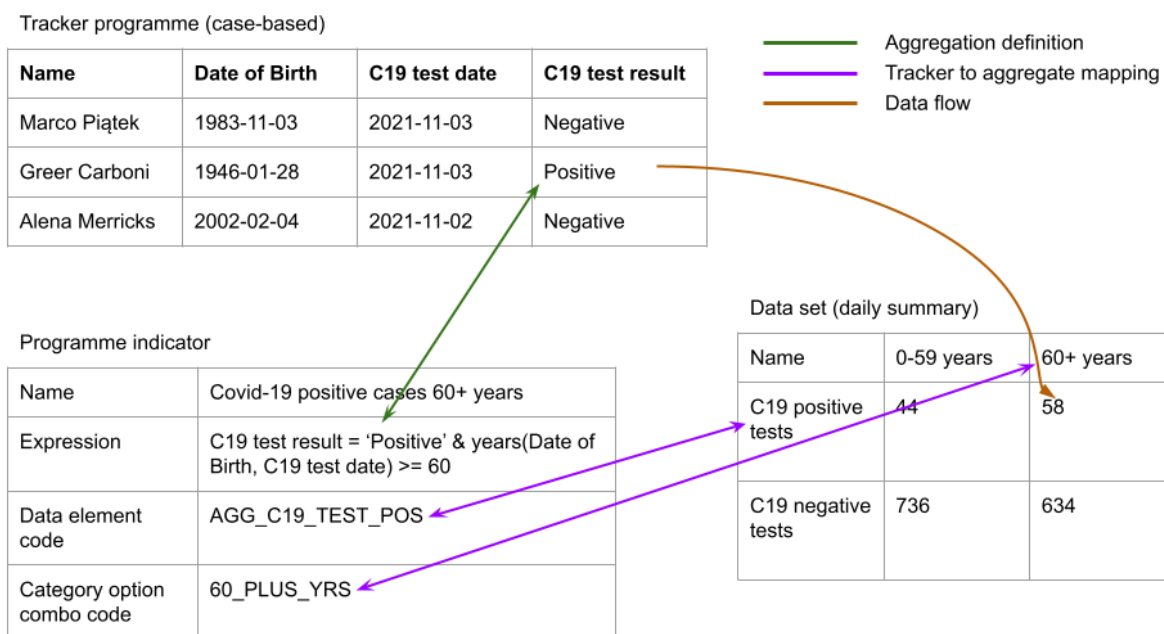 Tracker programme (case-based)
Name Date of Birth C19 test date C19 test result
Marco Piątek 1983-11-03 2021-11-03 Negative
Greer Carboni 1946-01-28 2021-11-03 Positive
Alena Merricks 2002-02-04 2021-11-02 Negative
Aggregation definition
Tracker to aggregate mapping
Data flow
Programme indicator
Name Covid-19 positive cases 60+ years
Expression C19 test result = ‘Positive’ & years(Date of
Birth, C19 test date) >= 60
Data element AGG_C19_TEST_POS
code
Category option 60_PLUS_YRS
combo code
Data set (daily summary)
Name 0-59 years 60+ years
C19 positive 44 58
tests
C19 negative 736 634
tests